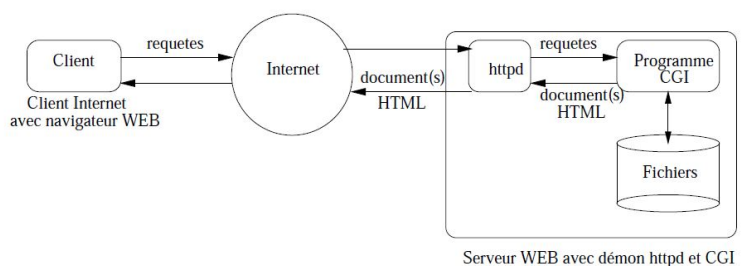 Client
requetes
Internet
httpd
requetes
Programme
CGI
document(s)
HTML
document(s)
HTML
Client Internet
avec navigateur WEB
Fichiers
Serveur WEB avec démon httpd et CGI